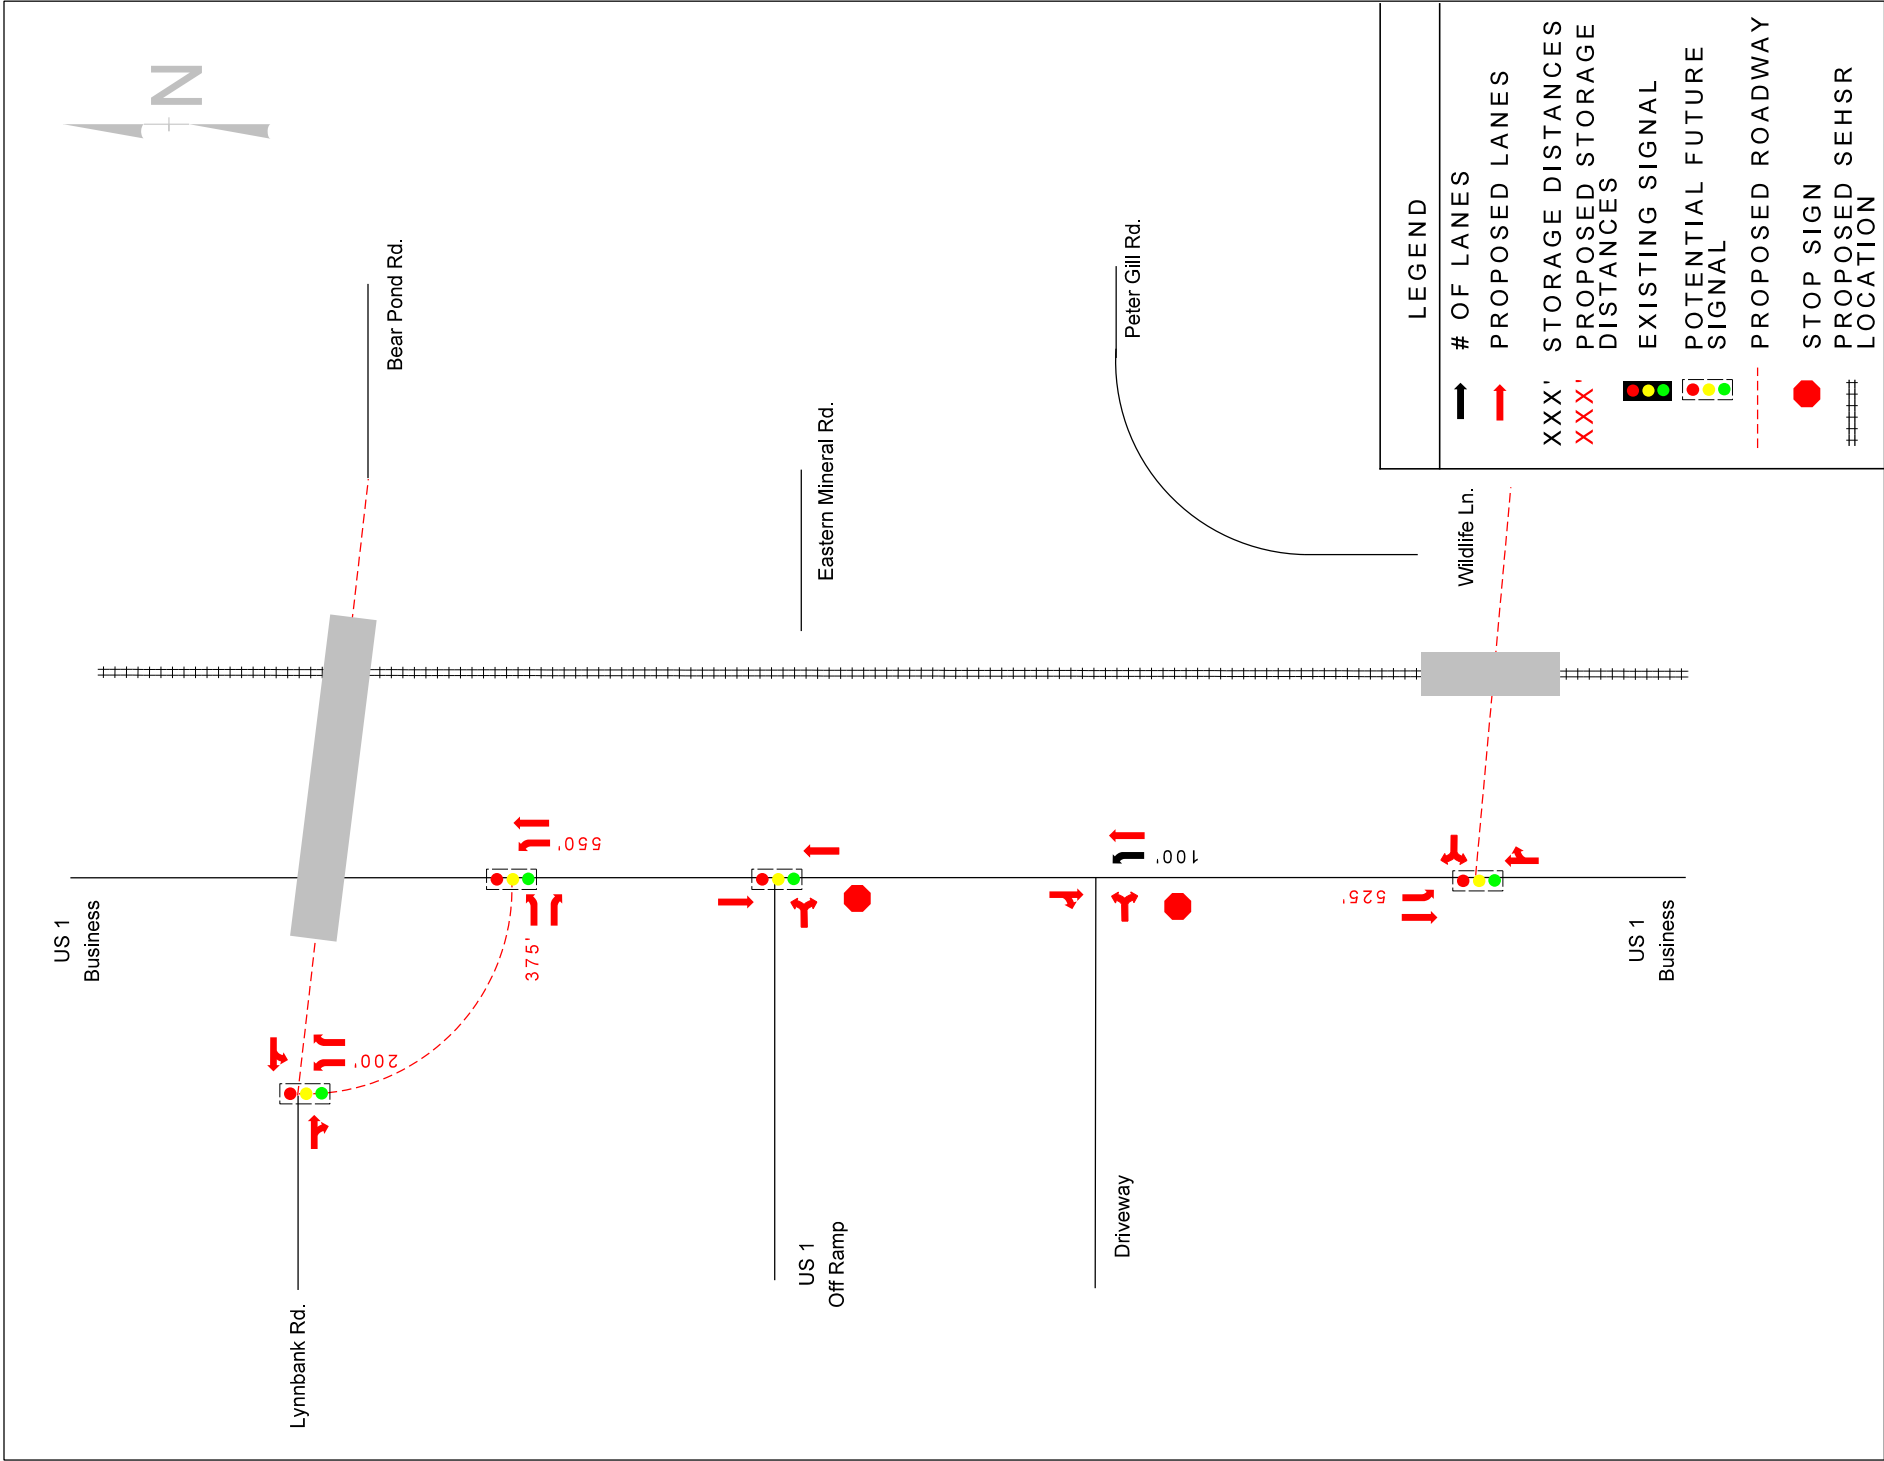 N
US 1
Business
Lynnbank Rd.
Bear Pond Rd.
200'
375'
550'
Eastern Mineral Rd.
US 1
Off Ramp
Driveway
100'
Peter Gill Rd.
525'
Wildlife Ln.
US 1
Business
LEGEND
# OF LANES
PROPOSED LANES
XXX' STORAGE DISTANCES
XXX' PROPOSED STORAGE
DISTANCES
EXISTING SIGNAL
POTENTIAL FUTURE
SIGNAL
PROPOSED ROADWAY
STOP SIGN
PROPOSED SEHSR
LOCATION